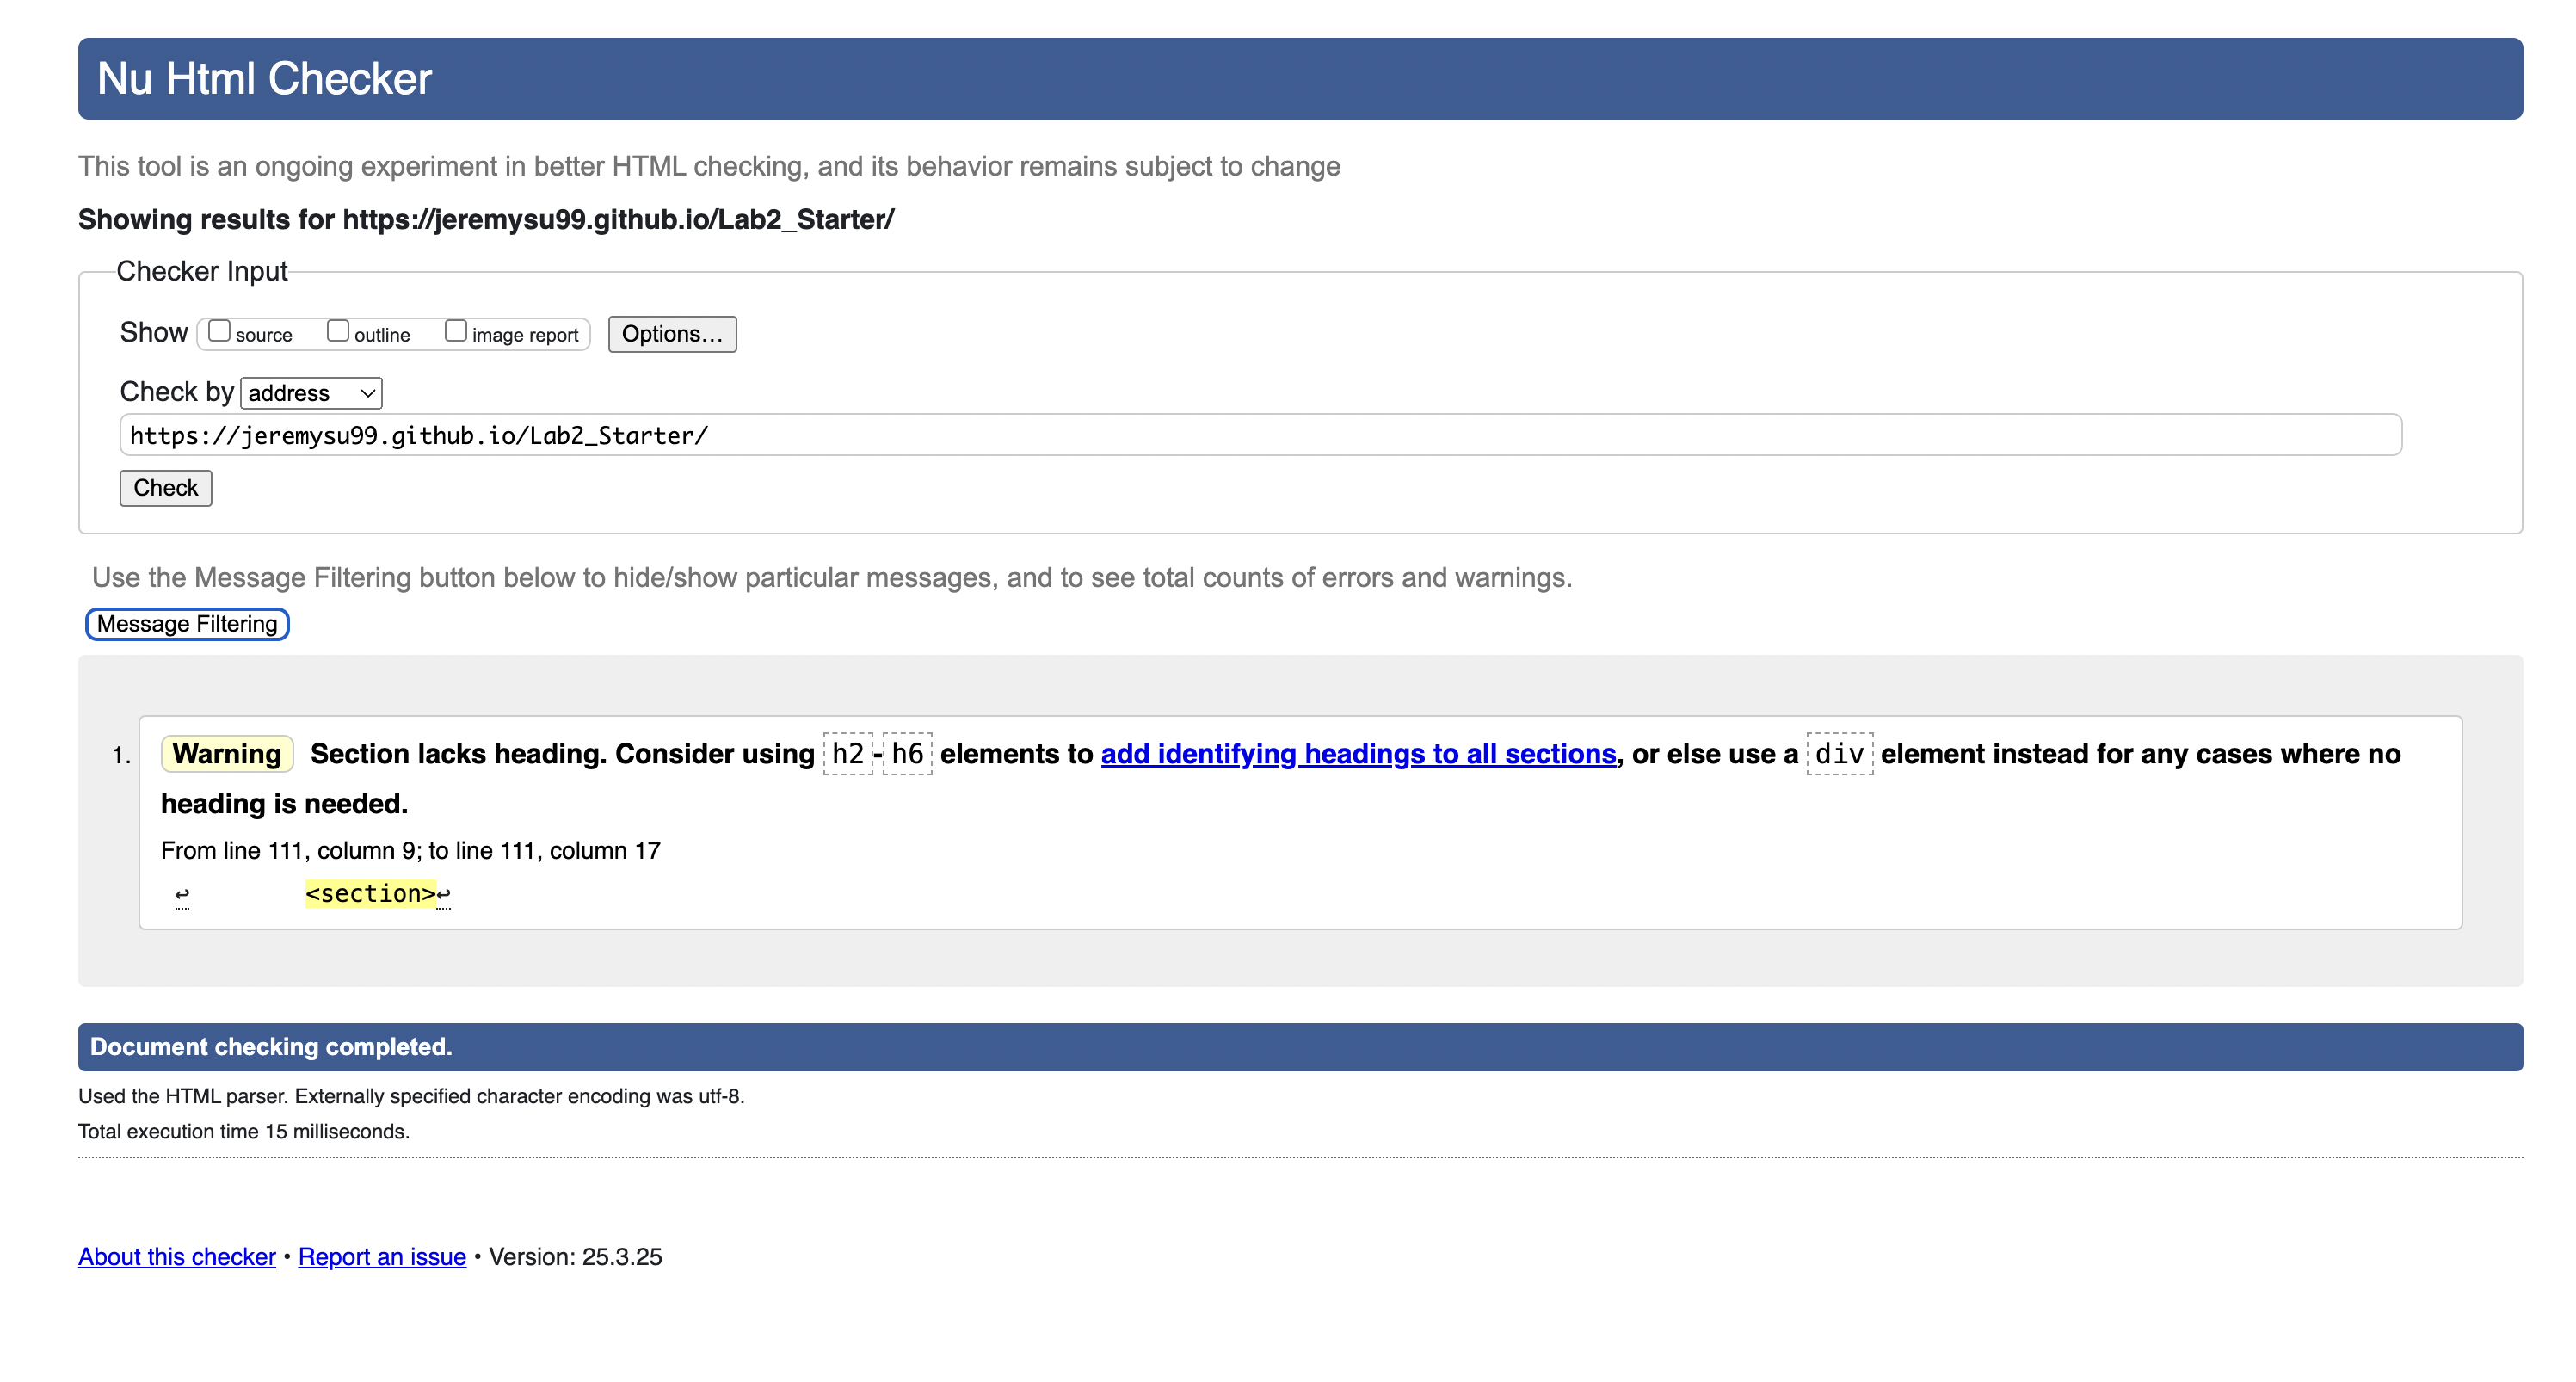 Nu Html Checker
This tool is an ongoing experiment in better HTML checking, and its behavior remains subject to change
Showing results for https://jeremysu99.github.io/Lab2_Starter/
Checker Input
Show source outline image report Options...
Check by address
https://jeremysu99.github.io/Lab2_Starter/
Check
Use the Message Filtering button below to hide/show particular messages, and to see total counts of errors and warnings.
Message Filtering
1. Warning Section lacks heading. Consider using h2-h6 elements to add identifying headings to all sections, or else use a div element instead for any cases where no
heading is needed.
From line 111, column 9; to line 111, column 17
↩ <section>↩
Document checking completed.
Used the HTML parser. Externally specified character encoding was utf-8.
Total execution time 15 milliseconds.
About this checker • Report an issue • Version: 25.3.25